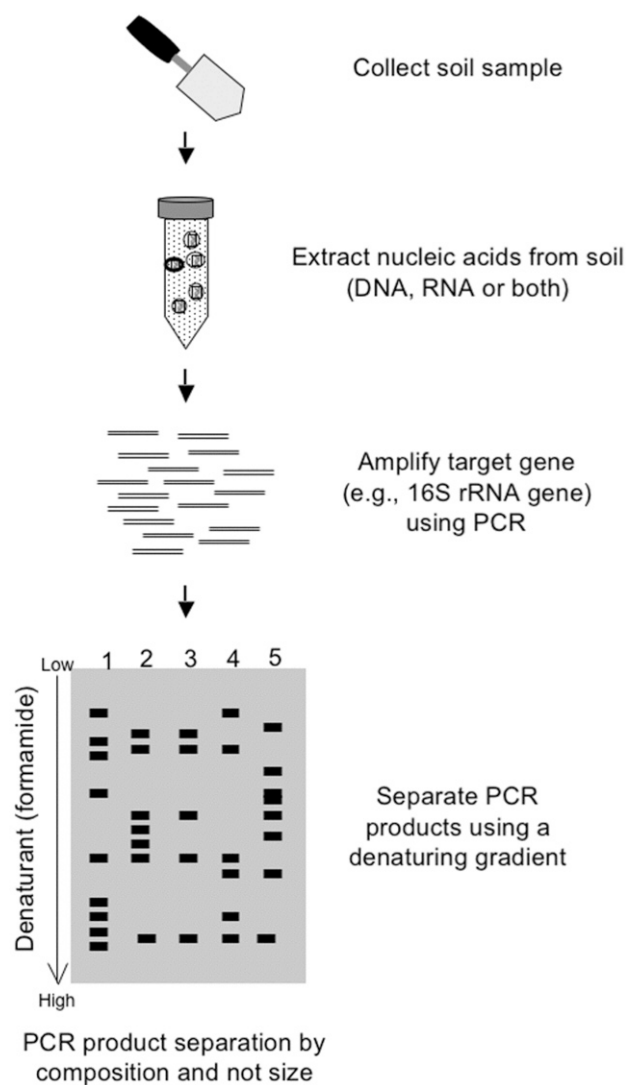 Collect soil sample
Extract nucleic acids from soil
(DNA, RNA or both)
Amplify target gene
(e.g., 16S rRNA gene)
using PCR
Low 1 2 3 4 5
Denaturant (formamide)
High
Separate PCR
products using a
denaturing gradient
PCR product separation by
composition and not size